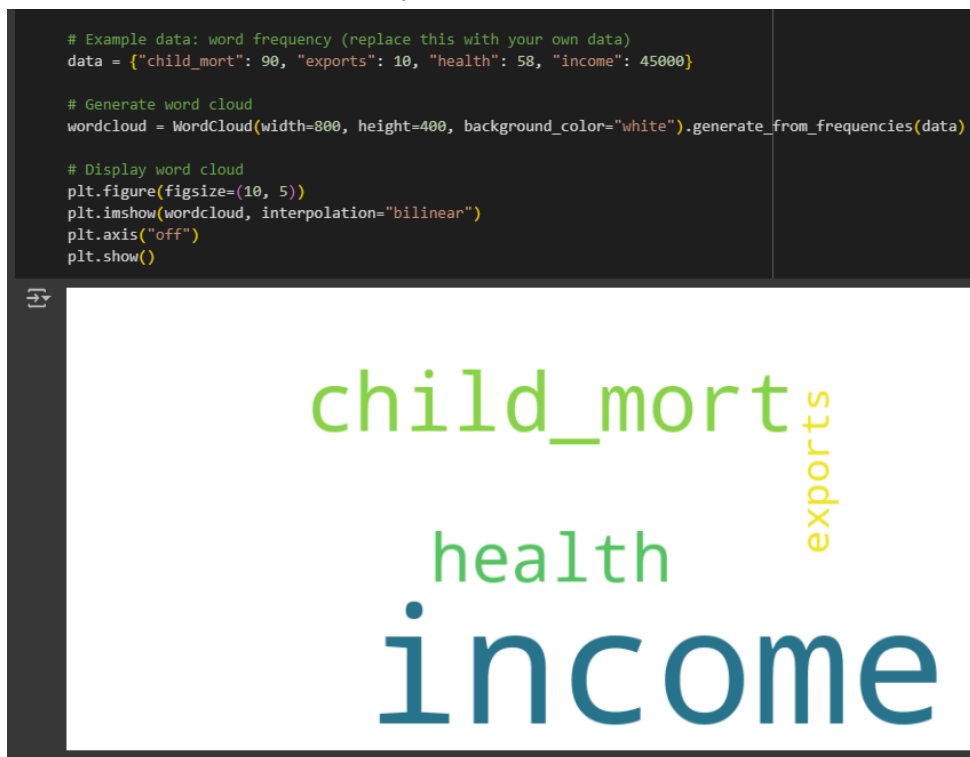 # Example data: word frequency (replace this with your own data)
data = {"child_mort": 90, "exports": 10, "health": 58, "income": 45000}
# Generate word cloud
wordcloud = WordCloud(width=800, height=400, background_color="white").generate_from_frequencies(data)
# Display word cloud
plt.figure(figsize=(10, 5))
plt.imshow(wordcloud, interpolation="bilinear")
plt.axis("off")
plt.show()
child_mort
exports
health
income